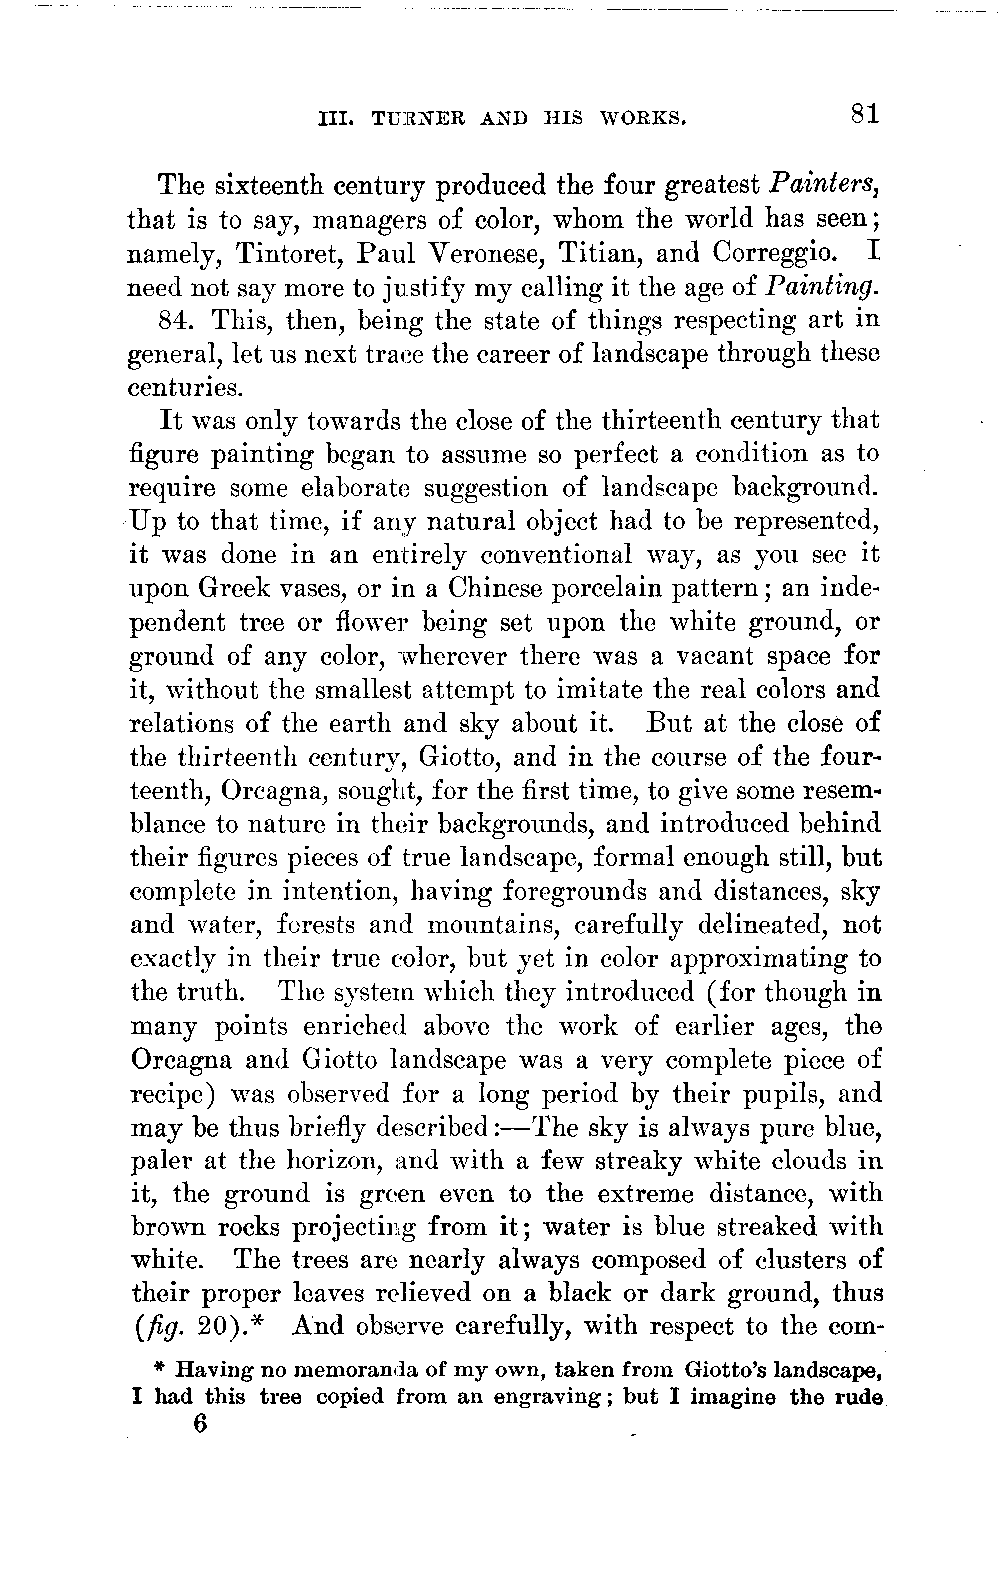 III. TURNER AND HIS WORKS. 81
The sixteenth century produced the four greatest Painters,
that is to say, managers of color, whom the world has seen;
namely, Tintoret, Paul Veronese, Titian, and Correggio. I
need not say more to justify my calling it the age of Painting.
84. This, then, being the state of things respecting art in
general, let us next trace the career of landscape through these
centuries.
It was only towards the close of the thirteenth century that
figure painting began to assume so perfect a condition as to
require some elaborate suggestion of landscape background.
Up to that time, if any natural object had to be represented,
it was done in an entirely conventional way, as you see it
upon Greek vases, or in a Chinese porcelain pattern; an inde-
pendent tree or flower being set upon the white ground, or
ground of any color, wherever there was a vacant space for
it, without the smallest attempt to imitate the real colors and
relations of the earth and sky about it. But at the close of
the thirteenth century, Giotto, and in the course of the four-
teenth, Orcagna, sought, for the first time, to give some resem-
blance to nature in their backgrounds, and introduced behind
their figures pieces of true landscape, formal enough still, but
complete in intention, having foregrounds and distances, sky
and water, forests and mountains, carefully delineated, not
exactly in their true color, but yet in color approximating to
the truth. The system which they introduced (for though in
many points enriched above the work of earlier ages, the
Orcagna and Giotto landscape was a very complete piece of
recipe) was observed for a long period by their pupils, and
may be thus briefly described:—The sky is always pure blue,
paler at the horizon, and with a few streaky white clouds in
it, the ground is green even to the extreme distance, with
brown rocks projecting from it; water is blue streaked with
white. The trees are nearly always composed of clusters of
their proper leaves relieved on a black or dark ground, thus
(fig. 20).* And observe carefully, with respect to the com-
* Having no memoranda of my own, taken from Giotto's landscape,
I had this tree copied from an engraving; but I imagine the rude
6